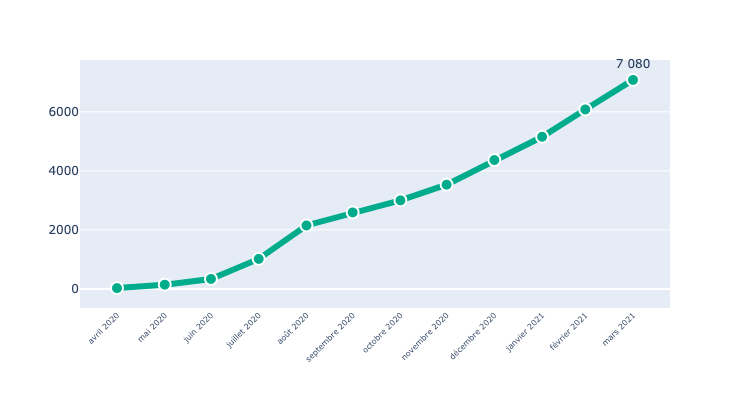 7 080
6000
4000
2000
0
avril 2020
mai 2020
juin 2020
juillet 2020
août 2020
septembre 2020
octobre 2020
novembre 2020
décembre 2020
janvier 2021
février 2021
mars 2021